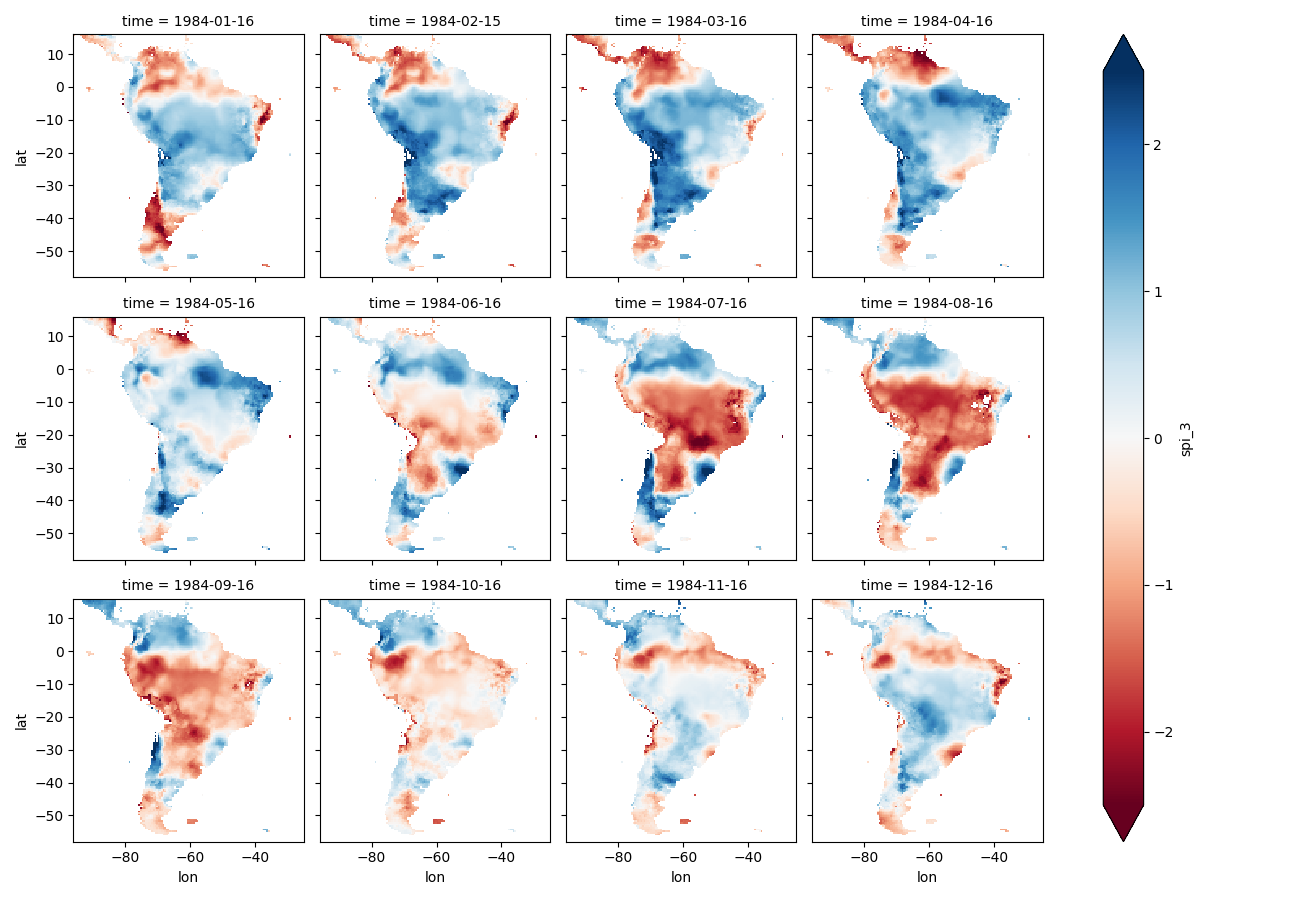 time = 1984-01-16
time = 1984-02-15
time = 1984-03-16
time = 1984-04-16
10
0
−10
−20
−30
−40
−50
lat
time = 1984-05-16
time = 1984-06-16
time = 1984-07-16
time = 1984-08-16
10
0
−10
−20
−30
−40
−50
lat
time = 1984-09-16
time = 1984-10-16
time = 1984-11-16
time = 1984-12-16
10
0
−10
−20
−30
−40
−50
lat
−80 −60 −40
lon
−80 −60 −40
lon
−80 −60 −40
lon
−80 −60 −40
lon
2
1
0
−1
−2
spi_3